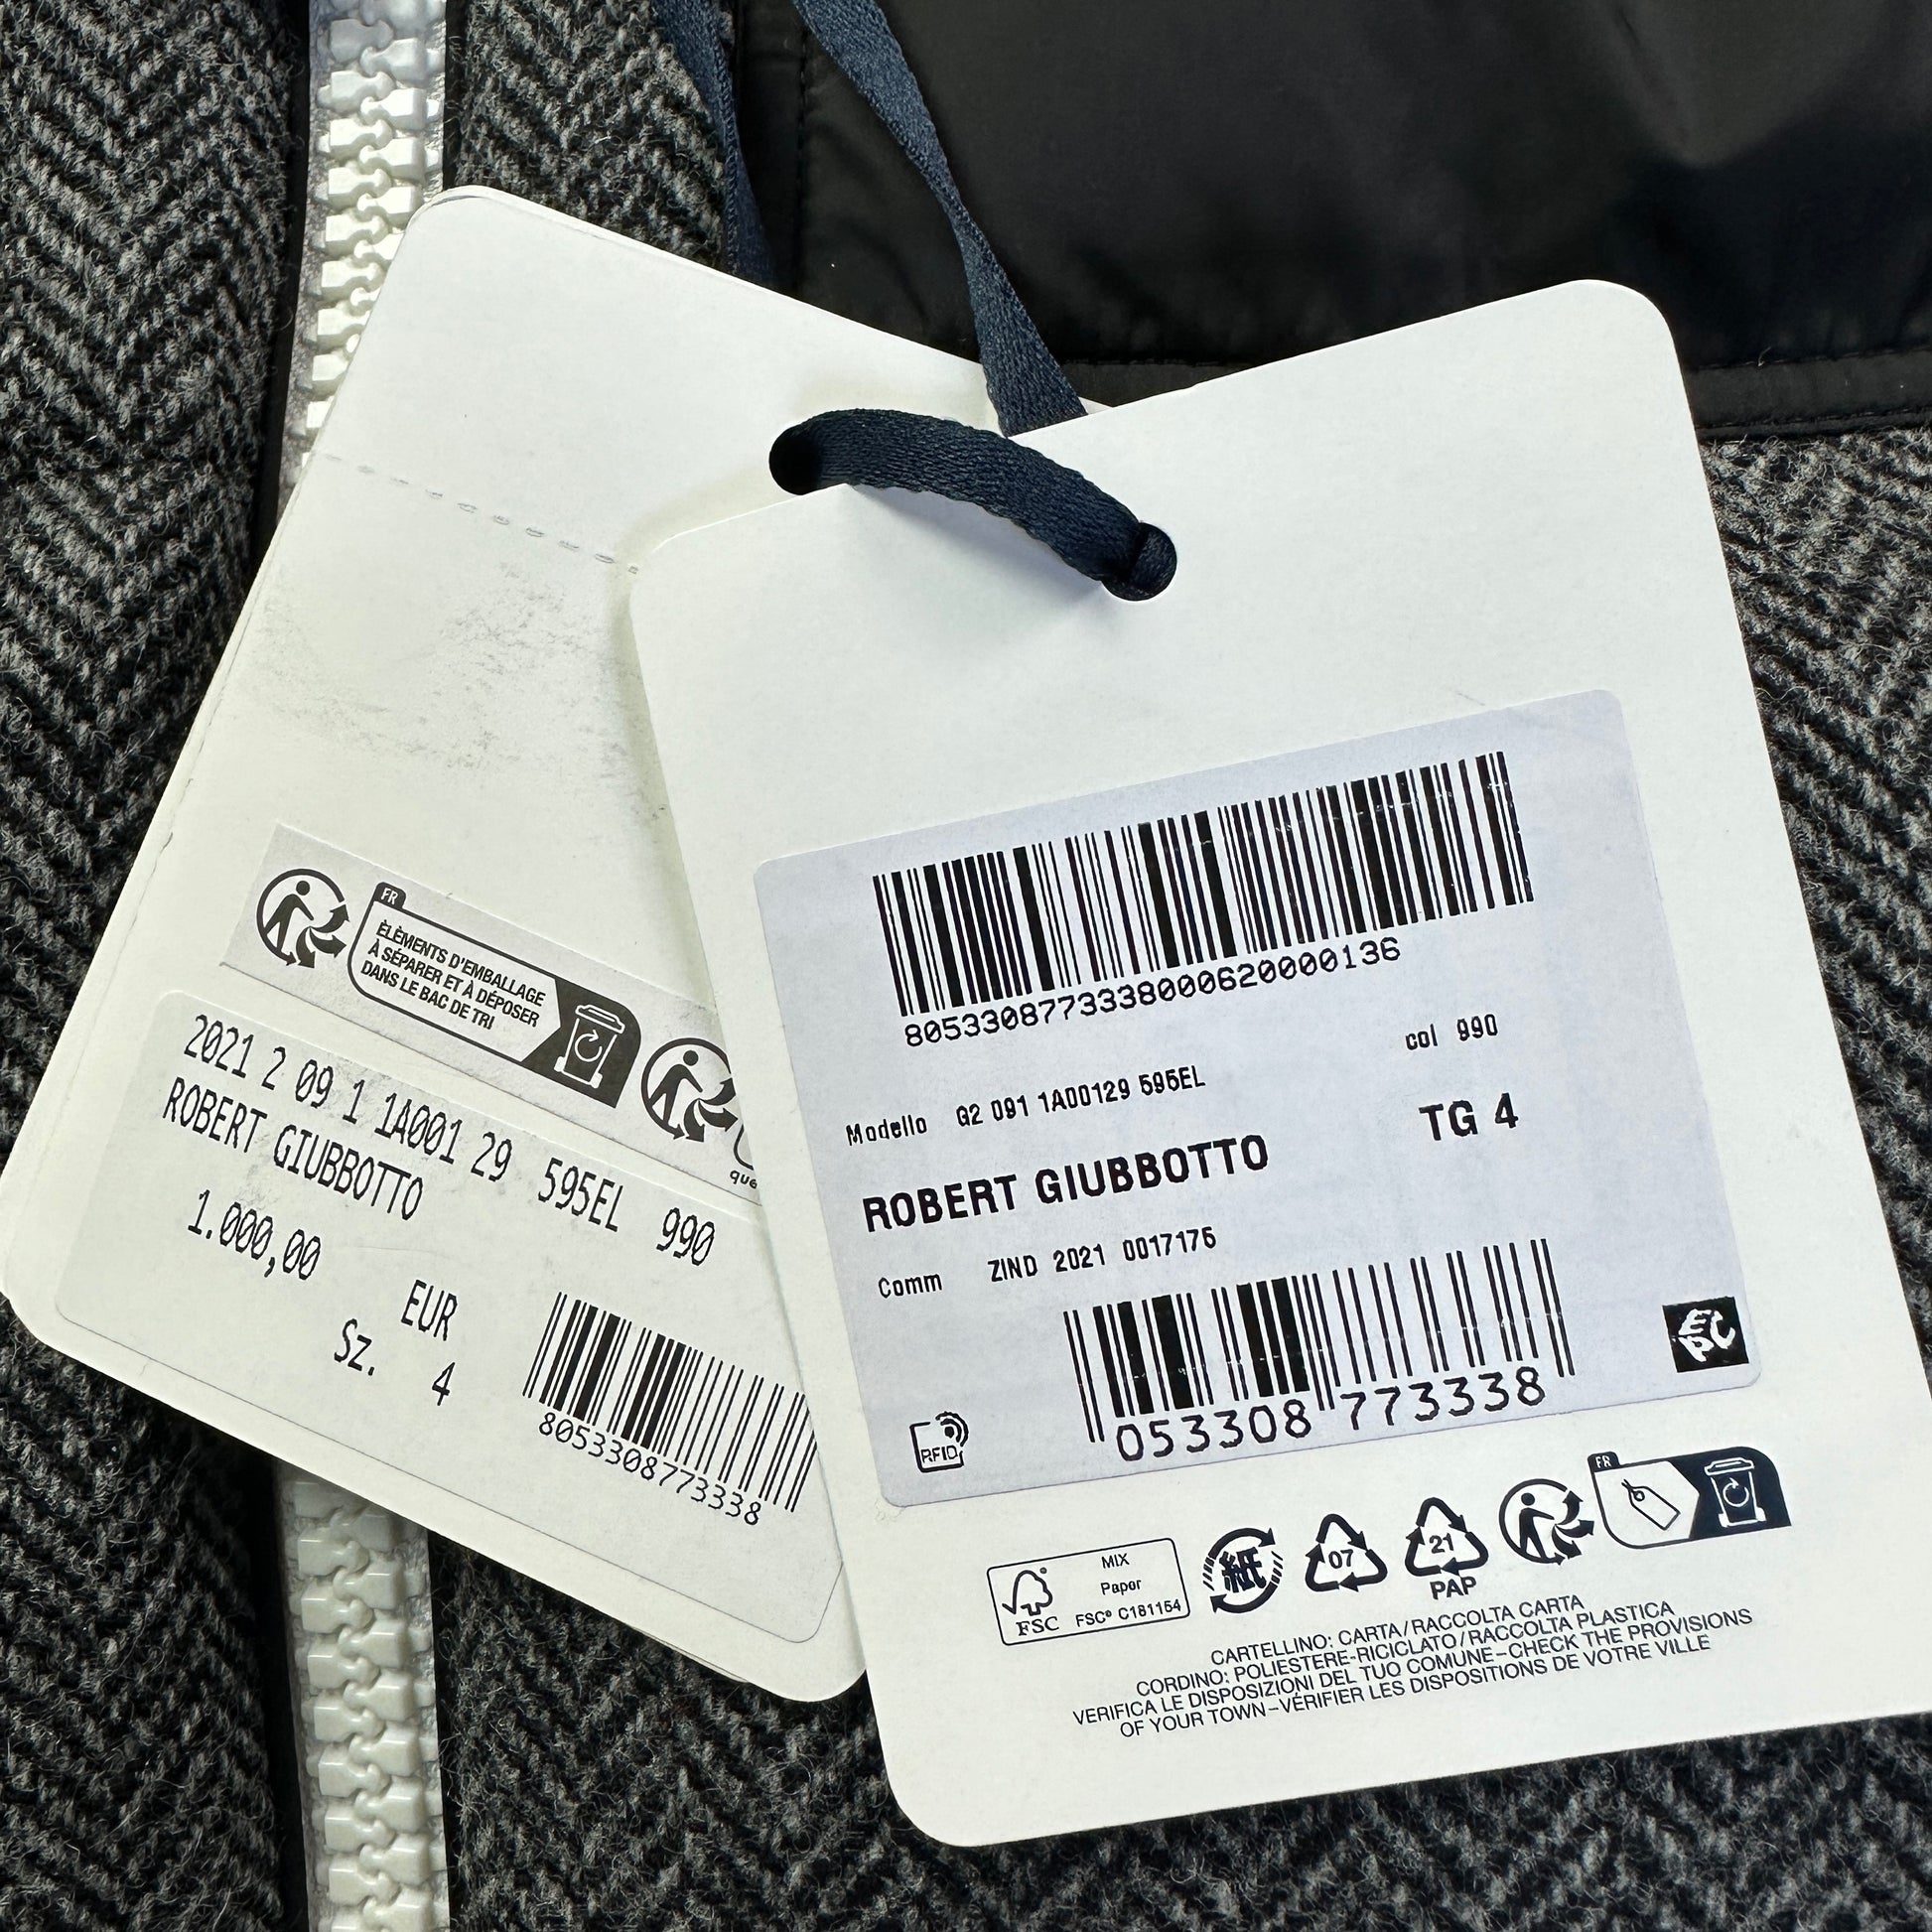 FR
ÉLÉMENTS D'EMBALLAGE
À SÉPARER ET À DÉPOSER
DANS LE BAC DE TRI
2021 2 09 1 1A001 29 595EL 990
ROBERT GIUBBOTTO
1.000,00 EUR
Sz. 4
8053308773338
8053308773338000620000136
Modello G2 091 1A00129 595EL col 990
ROBERT GIUBBOTTO TG 4
Comm ZIND 2021 0017175
053308 773338
RFID
EPC
FSC
MIX
Paper
FSC® C181154
紙
07
21
PAP
FR
CARTELLINO: CARTA/RACCOLTA CARTA
CORDINO: POLIESTERE-RICICLATO/RACCOLTA PLASTICA
VERIFICA LE DISPOSIZIONI DEL TUO COMUNE–CHECK THE PROVISIONS
OF YOUR TOWN–VÉRIFIER LES DISPOSITIONS DE VOTRE VILLE